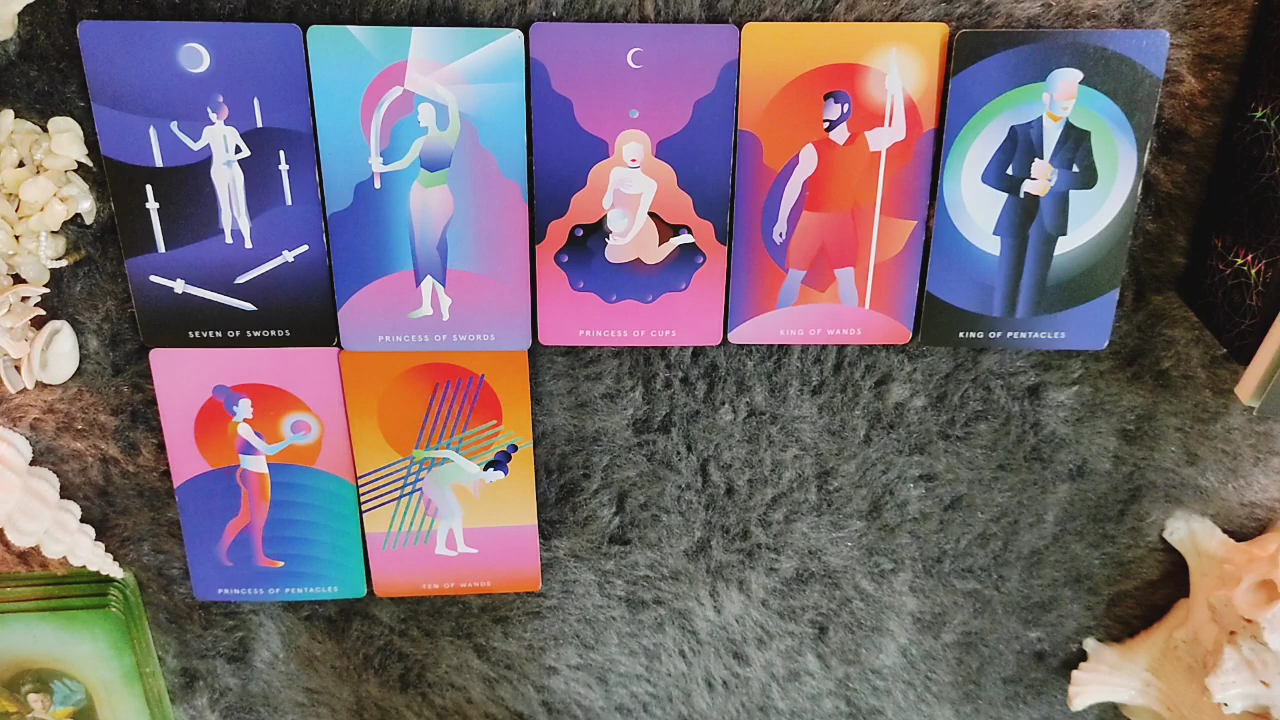 SEVEN OF SWORDS
PRINCESS OF SWORDS
PRINCESS OF CUPS
KING OF WANDS
KING OF PENTACLES
PRINCESS OF PENTACLES
TEN OF WANDS